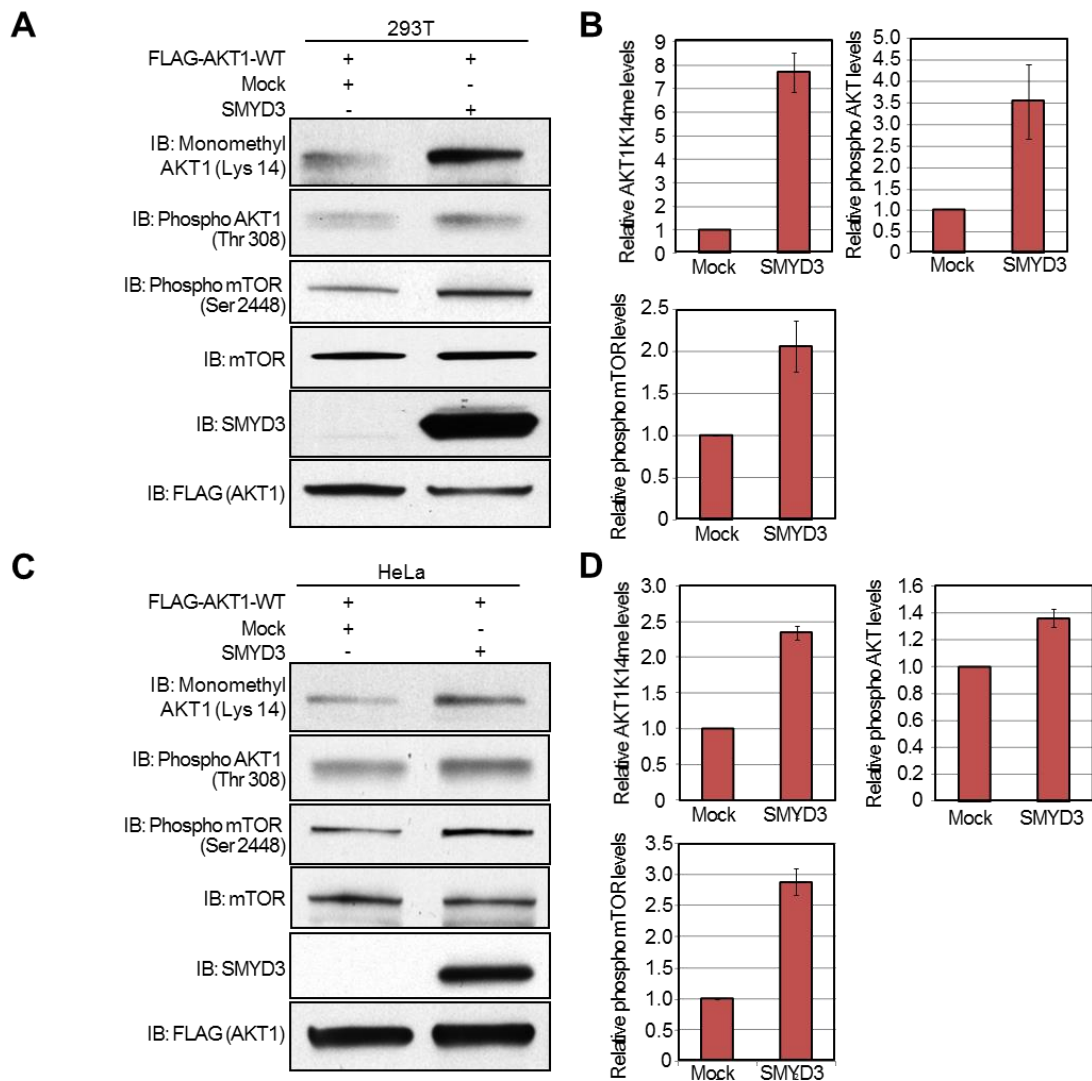 A
293T
FLAG-AKT1-WT + +
Mock + -
SMYD3 - +
IB: Monomethyl
AKT1 (Lys 14)
IB: Phospho AKT1
(Thr 308)
IB: Phospho mTOR
(Ser 2448)
IB: mTOR
IB: SMYD3
IB: FLAG (AKT1)
B
Relative AKT1K14me levels
9
8
7
6
5
4
3
2
1
0
Mock SMYD3
Relative phospho AKT levels
5.0
4.5
4.0
3.5
3.0
2.5
2.0
1.5
1.0
0.5
0
Mock SMYD3
Relative phospho mTOR levels
2.5
2.0
1.5
1.0
0.5
0
Mock SMYD3
C
HeLa
FLAG-AKT1-WT + +
Mock + -
SMYD3 - +
IB: Monomethyl
AKT1 (Lys 14)
IB: Phospho AKT1
(Thr 308)
IB: Phospho mTOR
(Ser 2448)
IB: mTOR
IB: SMYD3
IB: FLAG (AKT1)
D
Relative AKT1K14me levels
3.0
2.5
2.0
1.5
1.0
0.5
0
Mock SMYD3
Relative phospho AKT levels
1.6
1.4
1.2
1.0
0.8
0.6
0.4
0.2
0
Mock SMYD3
Relative phospho mTOR levels
3.5
3.0
2.5
2.0
1.5
1.0
0.5
0
Mock SMYD3